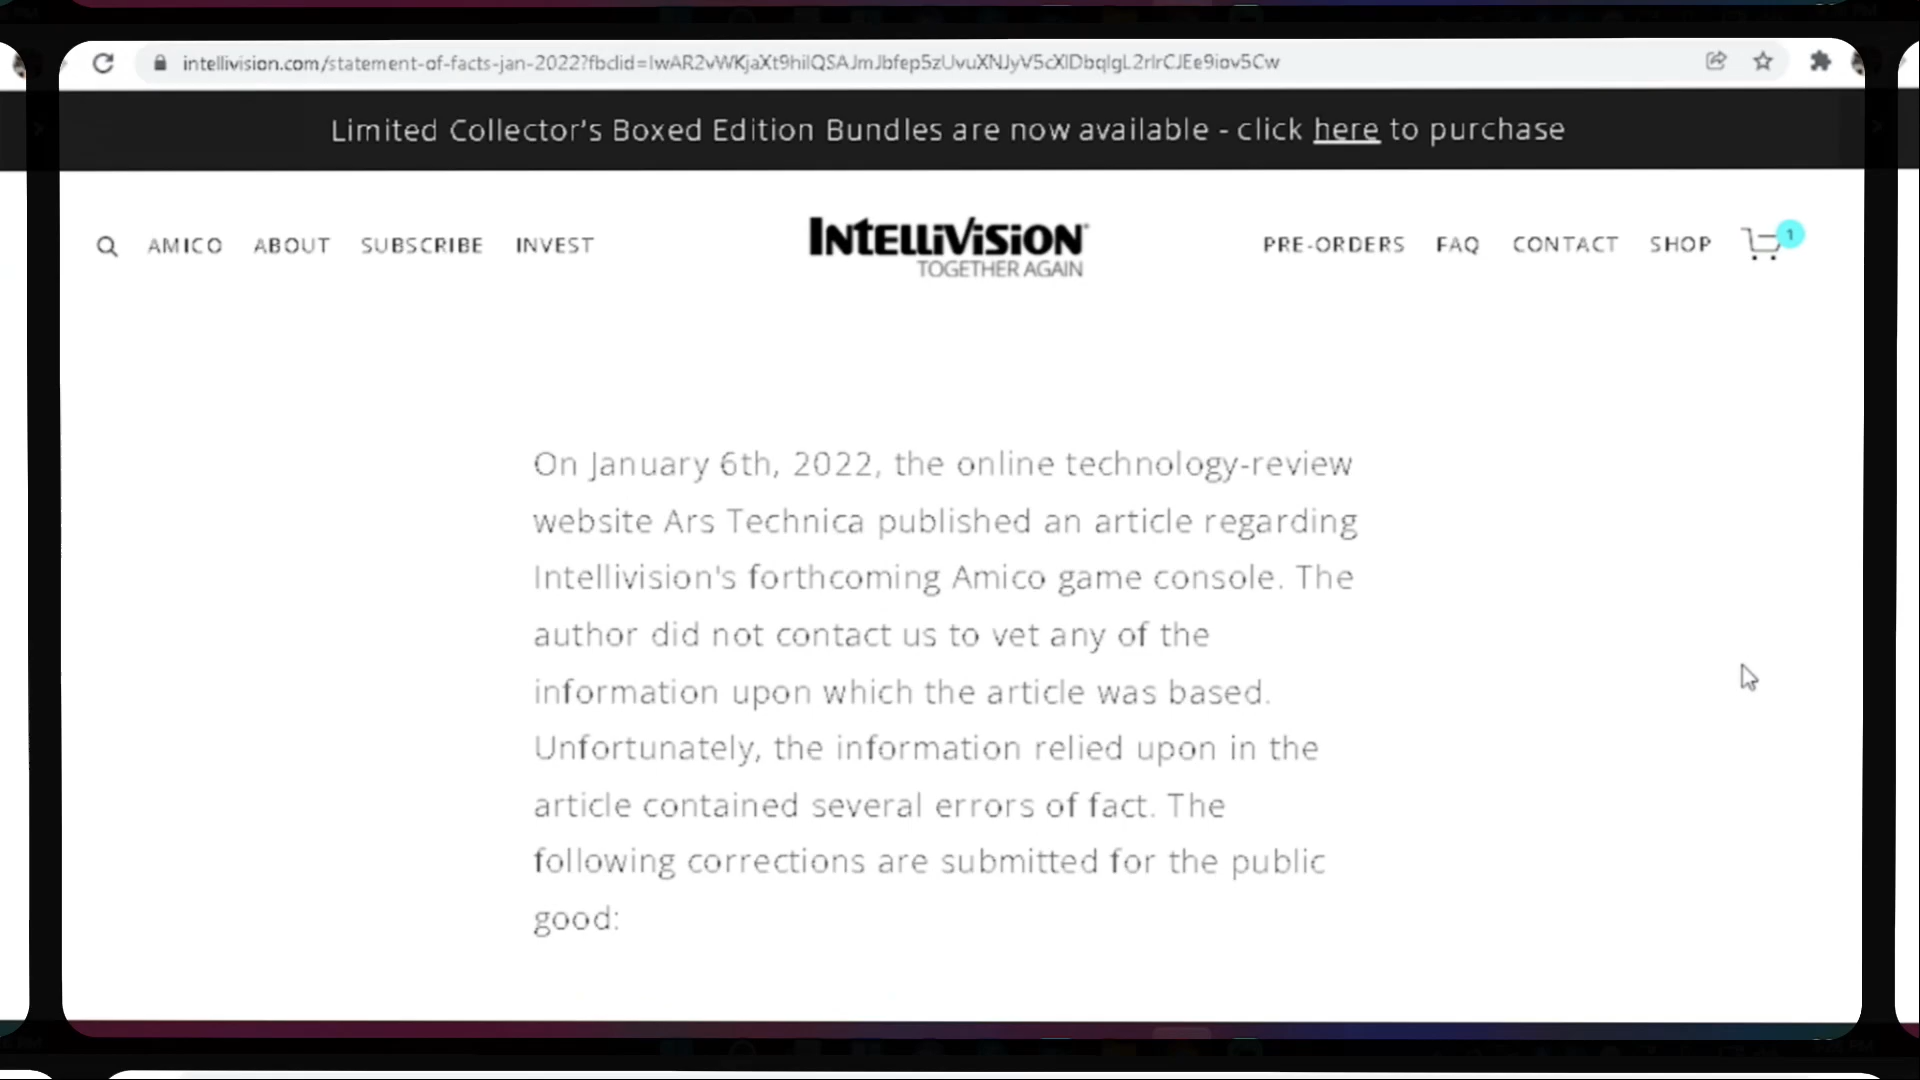 intellivision.com/statement-of-facts-jan-2022?fbclid=IwAR2vWKjaXt9hilQSAJmJbfep5zUvuXNJyV5cXlDbqlgL2rlrCJEe9iov5Cw
Limited Collector's Boxed Edition Bundles are now available - click here to purchase
AMICO ABOUT SUBSCRIBE INVEST INTELLIVISION TOGETHER AGAIN PRE-ORDERS FAQ CONTACT SHOP 1
On January 6th, 2022, the online technology-review
website Ars Technica published an article regarding
Intellivision's forthcoming Amico game console. The
author did not contact us to vet any of the
information upon which the article was based.
Unfortunately, the information relied upon in the
article contained several errors of fact. The
following corrections are submitted for the public
good: